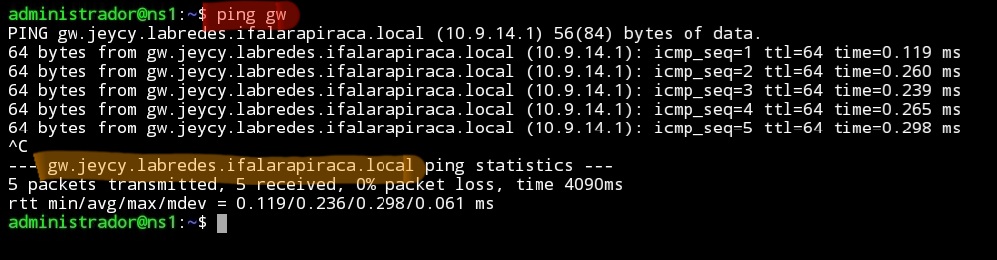 administrador@ns1:~$ ping gw
PING gw.jeycy.labredes.ifalarapiraca.local (10.9.14.1) 56(84) bytes of data.
64 bytes from gw.jeycy.labredes.ifalarapiraca.local (10.9.14.1): icmp_seq=1 ttl=64 time=0.119 ms
64 bytes from gw.jeycy.labredes.ifalarapiraca.local (10.9.14.1): icmp_seq=2 ttl=64 time=0.260 ms
64 bytes from gw.jeycy.labredes.ifalarapiraca.local (10.9.14.1): icmp_seq=3 ttl=64 time=0.239 ms
64 bytes from gw.jeycy.labredes.ifalarapiraca.local (10.9.14.1): icmp_seq=4 ttl=64 time=0.265 ms
64 bytes from gw.jeycy.labredes.ifalarapiraca.local (10.9.14.1): icmp_seq=5 ttl=64 time=0.298 ms
^C
--- gw.jeycy.labredes.ifalarapiraca.local ping statistics ---
5 packets transmitted, 5 received, 0% packet loss, time 4090ms
rtt min/avg/max/mdev = 0.119/0.236/0.298/0.061 ms
administrador@ns1:~$